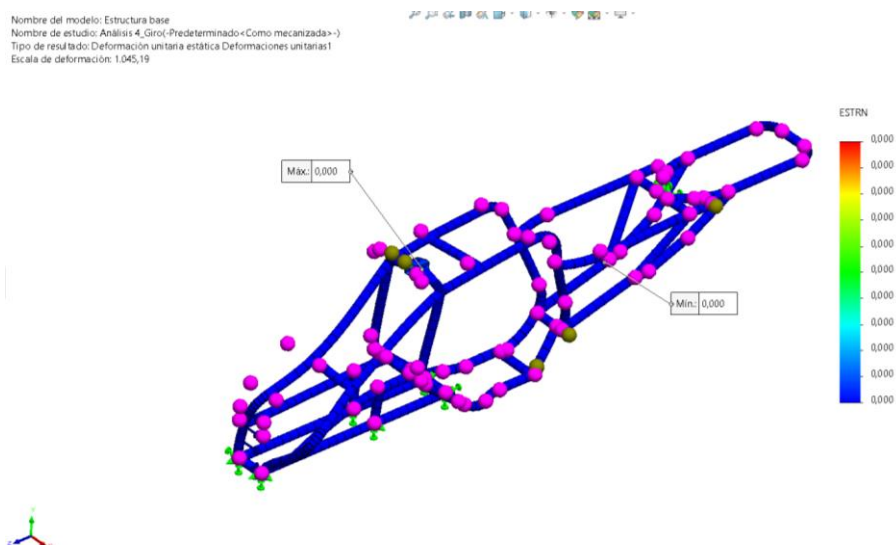 Nombre del modelo: Estructura base
Nombre de estudio: Análisis 4_Giro(-Predeterminado<Como mecanizada>-)
Tipo de resultado: Deformación unitaria estática Deformaciones unitarias1
Escala de deformación: 1.045,19
ESTRN
0,000
0,000
0,000
0,000
0,000
0,000
0,000
0,000
0,000
0,000
0,000
Máx.: 0,000
Mín.: 0,000